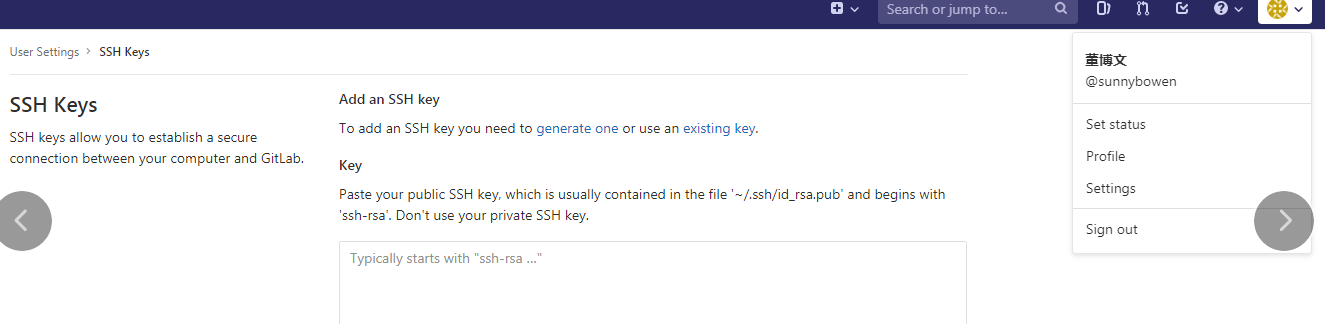 Search or jump to...
User Settings > SSH Keys
董博文
@sunnybowen
Set status
Profile
Settings
Sign out
SSH Keys
SSH keys allow you to establish a secure
connection between your computer and GitLab.
Add an SSH key
To add an SSH key you need to generate one or use an existing key.
Key
Paste your public SSH key, which is usually contained in the file '~/.ssh/id_rsa.pub' and begins with
'ssh-rsa'. Don't use your private SSH key.
Typically starts with "ssh-rsa ..."